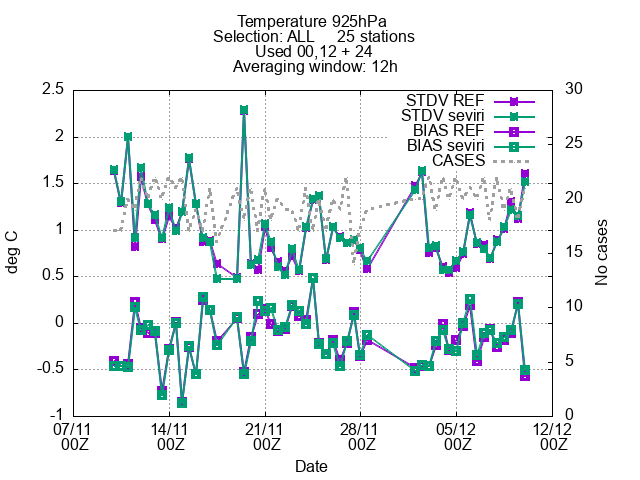 Temperature 925hPa
Selection: ALL 25 stations
Used 00,12 + 24
Averaging window: 12h
STDV REF
STDV seviri
BIAS REF
BIAS seviri
CASES
deg C
2.5
2
1.5
1
0.5
0
-0.5
-1
No cases
30
25
20
15
10
5
0
07/11 14/11 21/11 28/11 05/12 12/12
00Z 00Z 00Z 00Z 00Z 00Z
Date